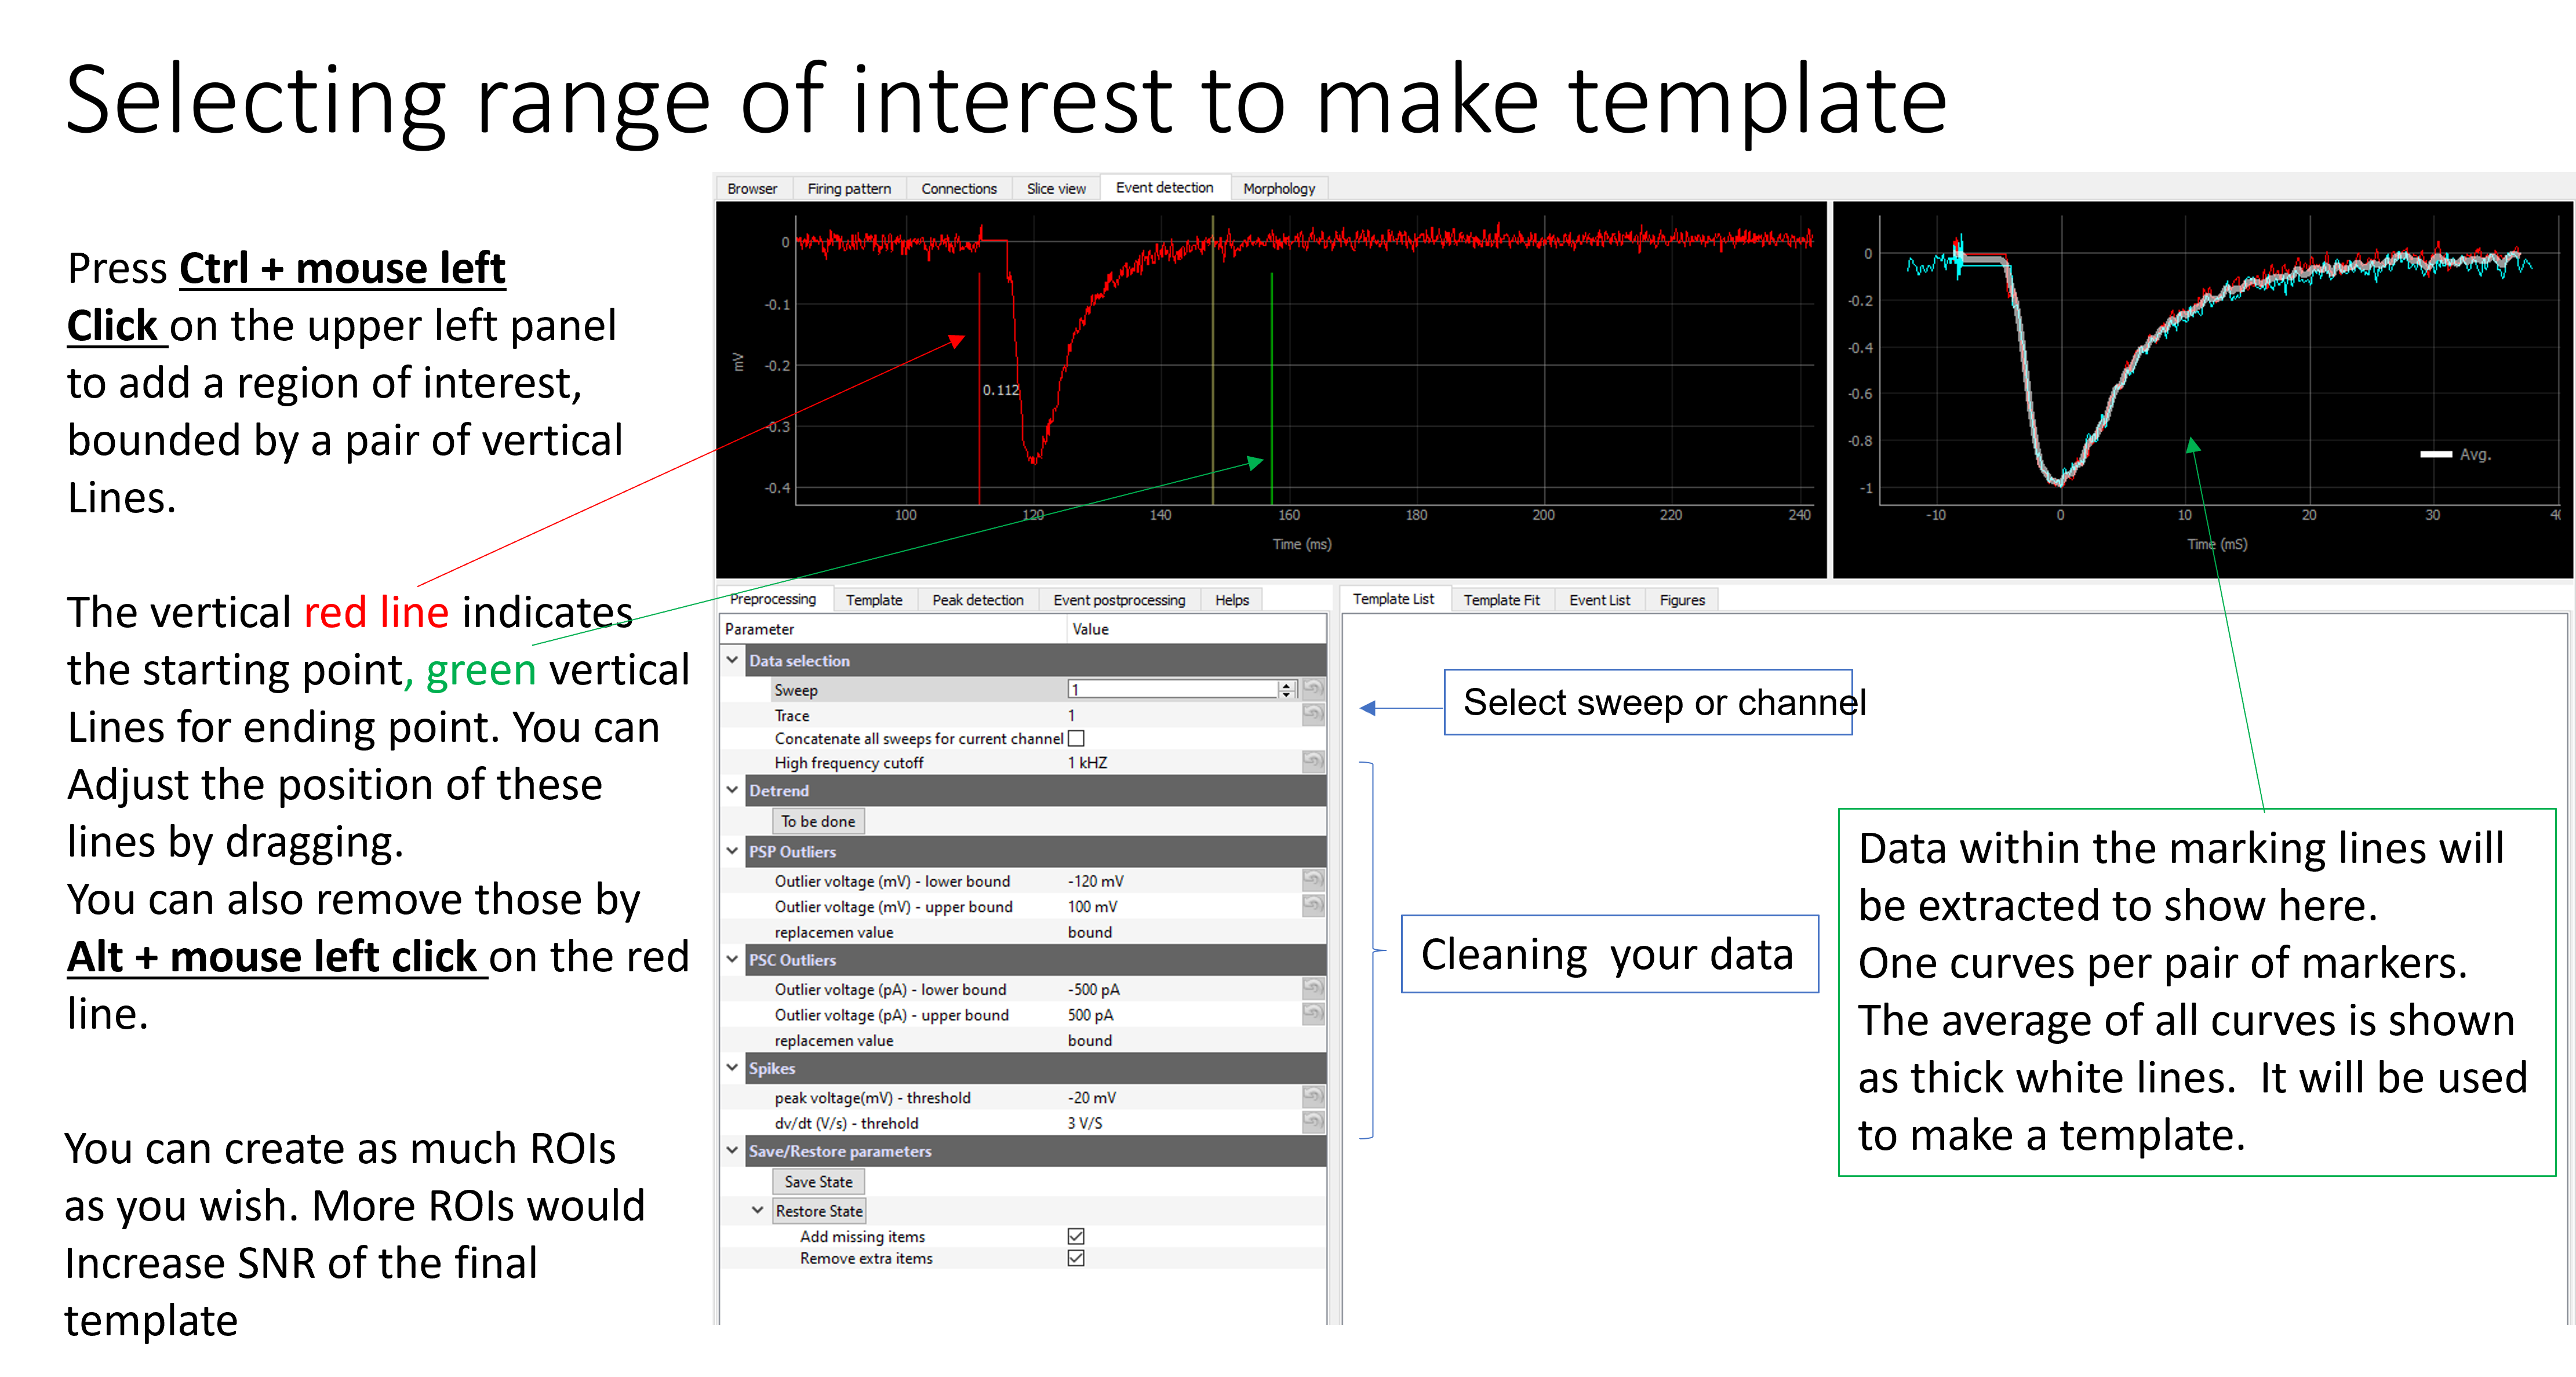 Selecting range of interest to make template
Press Ctrl + mouse left
Click on the upper left panel
to add a region of interest,
bounded by a pair of vertical
Lines.
The vertical red line indicates
the starting point, green vertical
Lines for ending point. You can
Adjust the position of these
lines by dragging.
You can also remove those by
Alt + mouse left click on the red
line.
You can create as much ROIs
as you wish. More ROIs would
Increase SNR of the final
template
Browser Firing pattern Connections Slice view Event detection Morphology
0
-0.1
-0.2
-0.3
-0.4
mV
0.112
100 120 140 160 180 200 220 240
Time (ms)
0
-0.2
-0.4
-0.6
-0.8
-1
Avg.
-10 0 10 20 30
Time (mS)
Preprocessing Template Peak detection Event postprocessing Helps
Parameter Value
Data selection
Sweep 1
Trace 1
Concatenate all sweeps for current channel
High frequency cutoff 1 kHZ
Detrend
To be done
PSP Outliers
Outlier voltage (mV) - lower bound -120 mV
Outlier voltage (mV) - upper bound 100 mV
replacemen value bound
PSC Outliers
Outlier voltage (pA) - lower bound -500 pA
Outlier voltage (pA) - upper bound 500 pA
replacemen value bound
Spikes
peak voltage(mV) - threshold -20 mV
dv/dt (V/s) - threhold 3 V/S
Save/Restore parameters
Save State
Restore State
Add missing items
Remove extra items
Template List Template Fit Event List Figures
Select sweep or channel
Cleaning your data
Data within the marking lines will
be extracted to show here.
One curves per pair of markers.
The average of all curves is shown
as thick white lines. It will be used
to make a template.